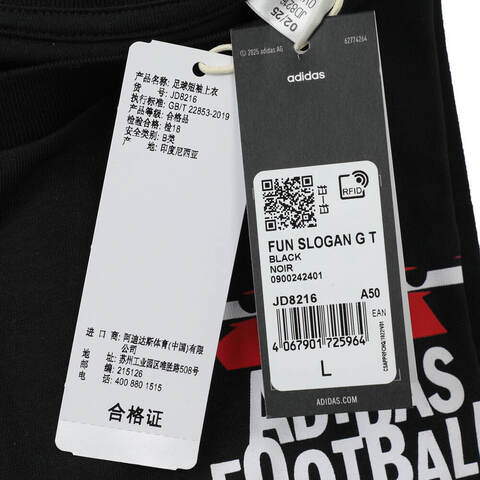 02/25
© 2025 adidas AG
62774264
adidas
产品名称: 足球短袖上衣
货 号: JD8216
执行标准: GB/T 22853-2019
产品等级: 合格品
检验合格: 检18
安全类别: B类
产 地: 印度尼西亚
进 口 商: 阿迪达斯体育(中国)有限公司
地 址: 苏州工业园区唯胜路508号
邮 编: 215126
电 话: 400 880 1515
合格证
RFID
FUN SLOGAN G T
BLACK
NOIR
0900242401
JD8216 A50
EAN
4 067901 725964
L
ADIDAS.COM
ADIDAS
FOOTBALL